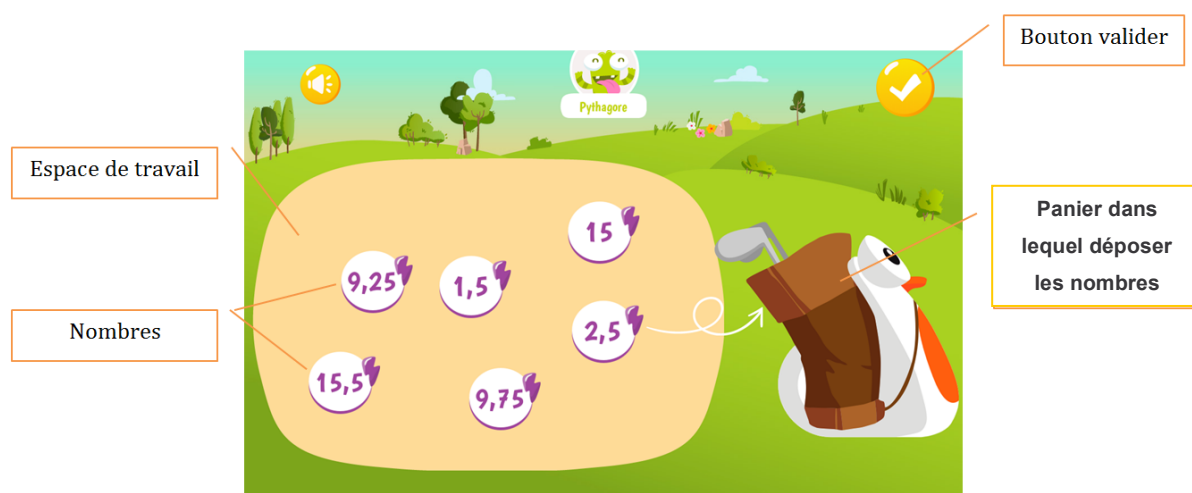 Bouton valider
Pythagore
Espace de travail
Panier dans
lequel déposer
les nombres
15
9,25
1,5
2,5
Nombres
15,5
9,75